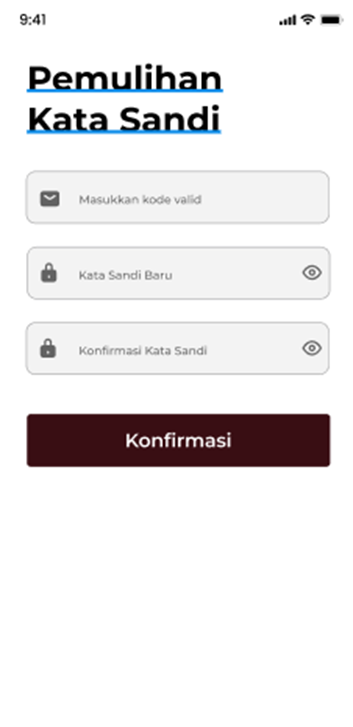 9:41
Pemulihan
Kata Sandi
Masukkan kode valid
Kata Sandi Baru
Konfirmasi Kata Sandi
Konfirmasi